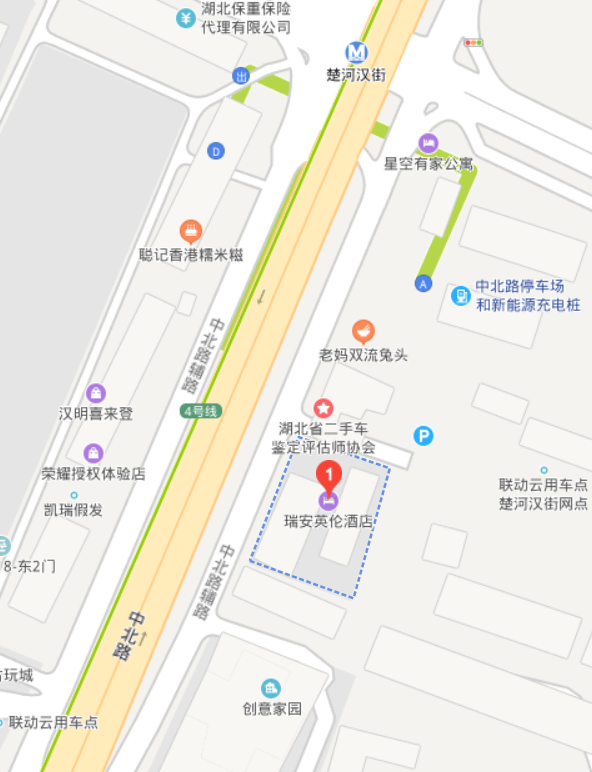 湖北保重保险
代理有限公司
出
楚河汉街
D
星空有家公寓
聪记香港糯米糍
A
中北路停车场
和新能源充电桩
中北路辅路
老妈双流兔头
汉明喜来登
4号线
湖北省二手车
鉴定评估师协会
P
荣耀授权体验店
1
联动云用车点
楚河汉街网点
凯瑞假发
瑞安英伦酒店
8-东2门
中北路辅路
中北路
玩城
创意家园
联动云用车点